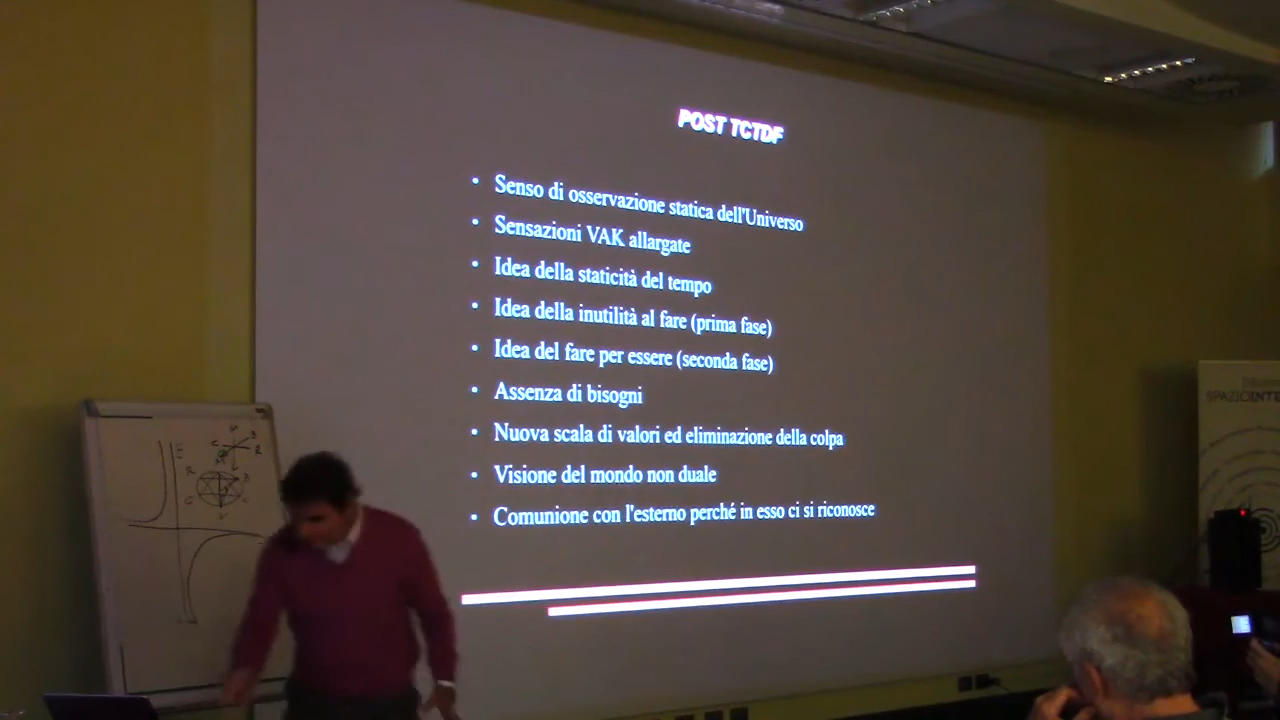 POST TCTDF
• Senso di osservazione statica dell'Universo
• Sensazioni VAK allargate
• Idea della staticità del tempo
• Idea della inutilità al fare (prima fase)
• Idea del fare per essere (seconda fase)
• Assenza di bisogni
• Nuova scala di valori ed eliminazione della colpa
• Visione del mondo non duale
• Comunione con l'esterno perché in esso ci si riconosce
SPAZIOINTE